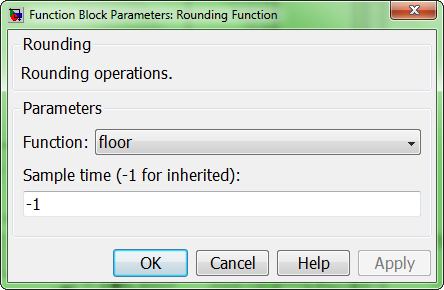 Function Block Parameters: Rounding Function
Rounding
Rounding operations.
Parameters
Function: floor
Sample time (-1 for inherited):
-1
OK Cancel Help Apply